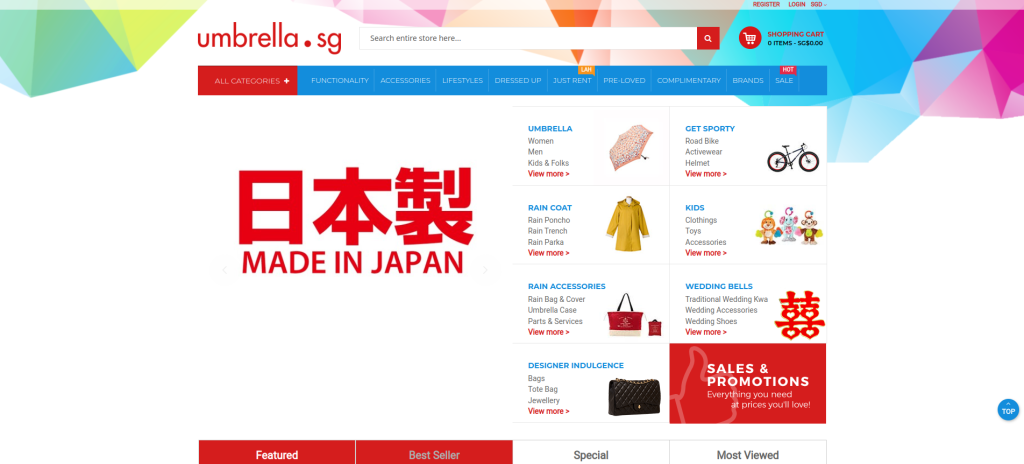 REGISTER LOGIN SGD
umbrella.sg
Search entire store here...
SHOPPING CART
0 ITEMS - SG$0.00
LAH
HOT
ALL CATEGORIES +
FUNCTIONALITY ACCESSORIES LIFESTYLES DRESSED UP JUST RENT PRE-LOVED COMPLIMENTARY BRANDS SALE
日本製
MADE IN JAPAN
UMBRELLA
Women
Men
Kids & Folks
View more >
GET SPORTY
Road Bike
Activewear
Helmet
View more >
RAIN COAT
Rain Poncho
Rain Trench
Rain Parka
View more >
KIDS
Clothings
Toys
Accessories
View more >
RAIN ACCESSORIES
Rain Bag & Cover
Umbrella Case
Parts & Services
View more >
WEDDING BELLS
Traditional Wedding Kwa
Wedding Accessories
Wedding Shoes
View more >
囍
DESIGNER INDULGENCE
Bags
Tote Bag
Jewellery
View more >
SALES &
PROMOTIONS
Everything you need
at prices you'll love!
TOP
Featured Best Seller Special Most Viewed